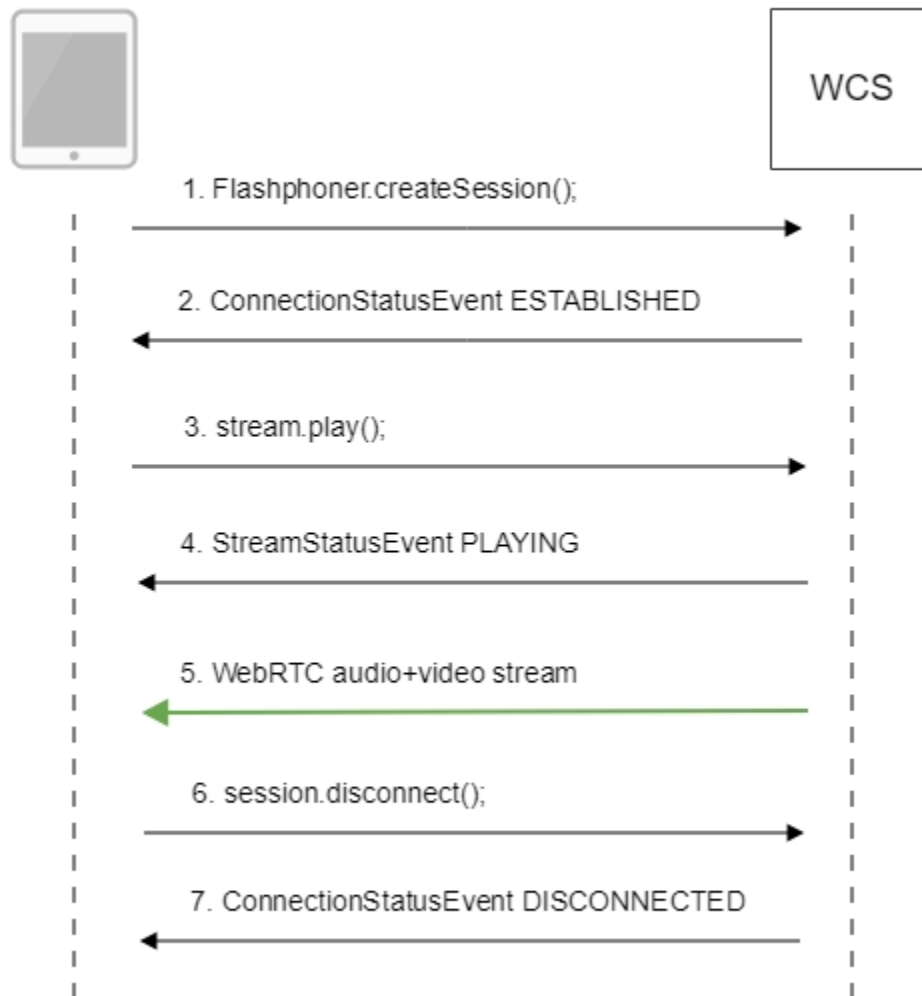 WCS
1. Flashphoner.createSession();
2. ConnectionStatusEvent ESTABLISHED
3. stream.play();
4. StreamStatusEvent PLAYING
5. WebRTC audio+video stream
6. session.disconnect();
7. ConnectionStatusEvent DISCONNECTED